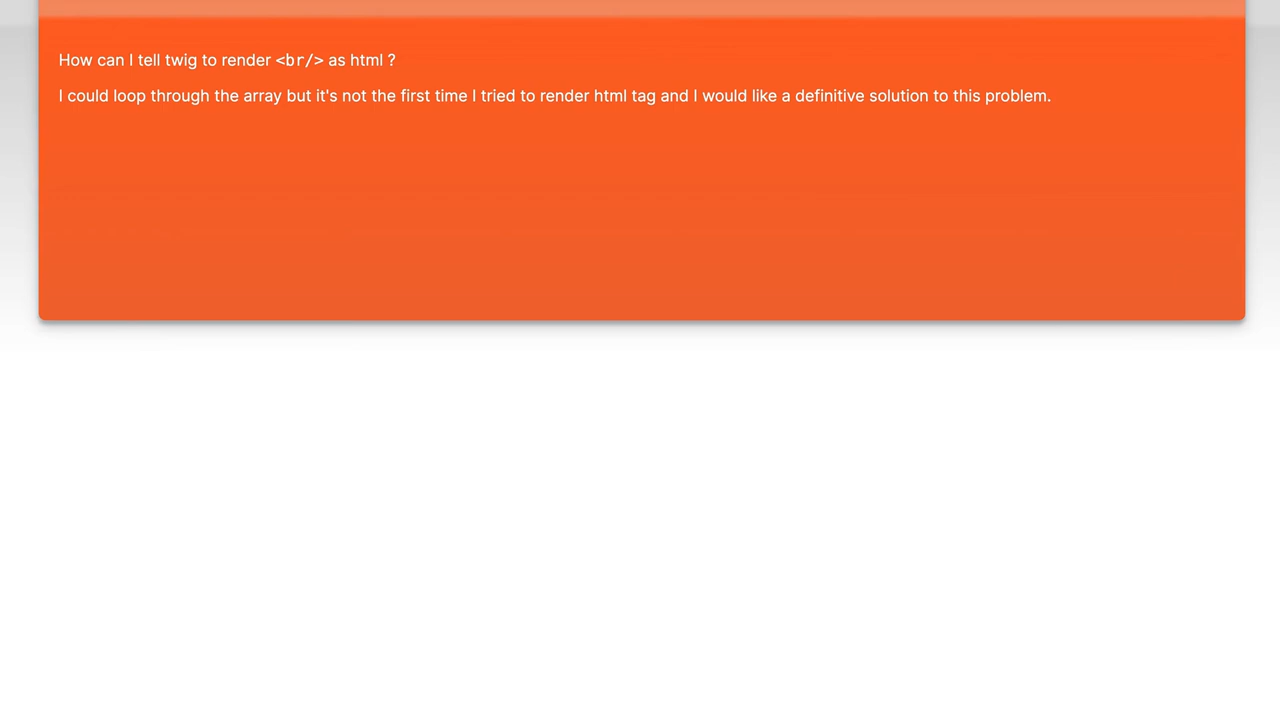 How can I tell twig to render <br/> as html ?
I could loop through the array but it's not the first time I tried to render html tag and I would like a definitive solution to this problem.